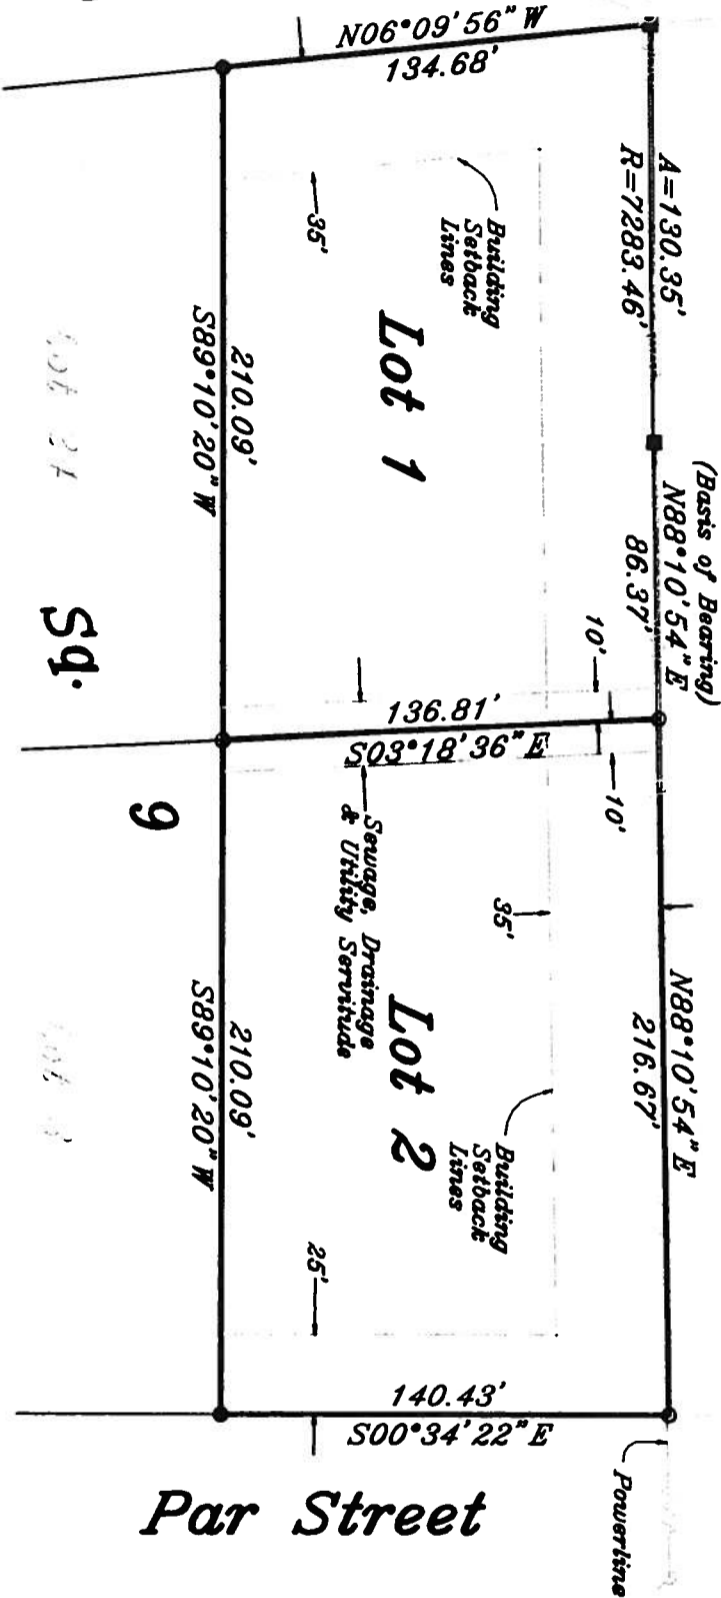 N06°09'56"W
134.68'
A=130.35'
R=7283.46'
(Basis of Bearing)
N88°10'54"E
86.37'
N88°10'54"E
216.67'
Building
Setback
Lines
35'
Lot 1
10'
210.09'
S89°10'20"W
136.81'
S03°18'36"E
10'
Sewage, Drainage
& Utility Servitude
35'
Lot 2
Building
Setback
Lines
25'
210.09'
S89°10'20"W
Sq. 9
140.43'
S00°34'22"E
Powerline
Par Street